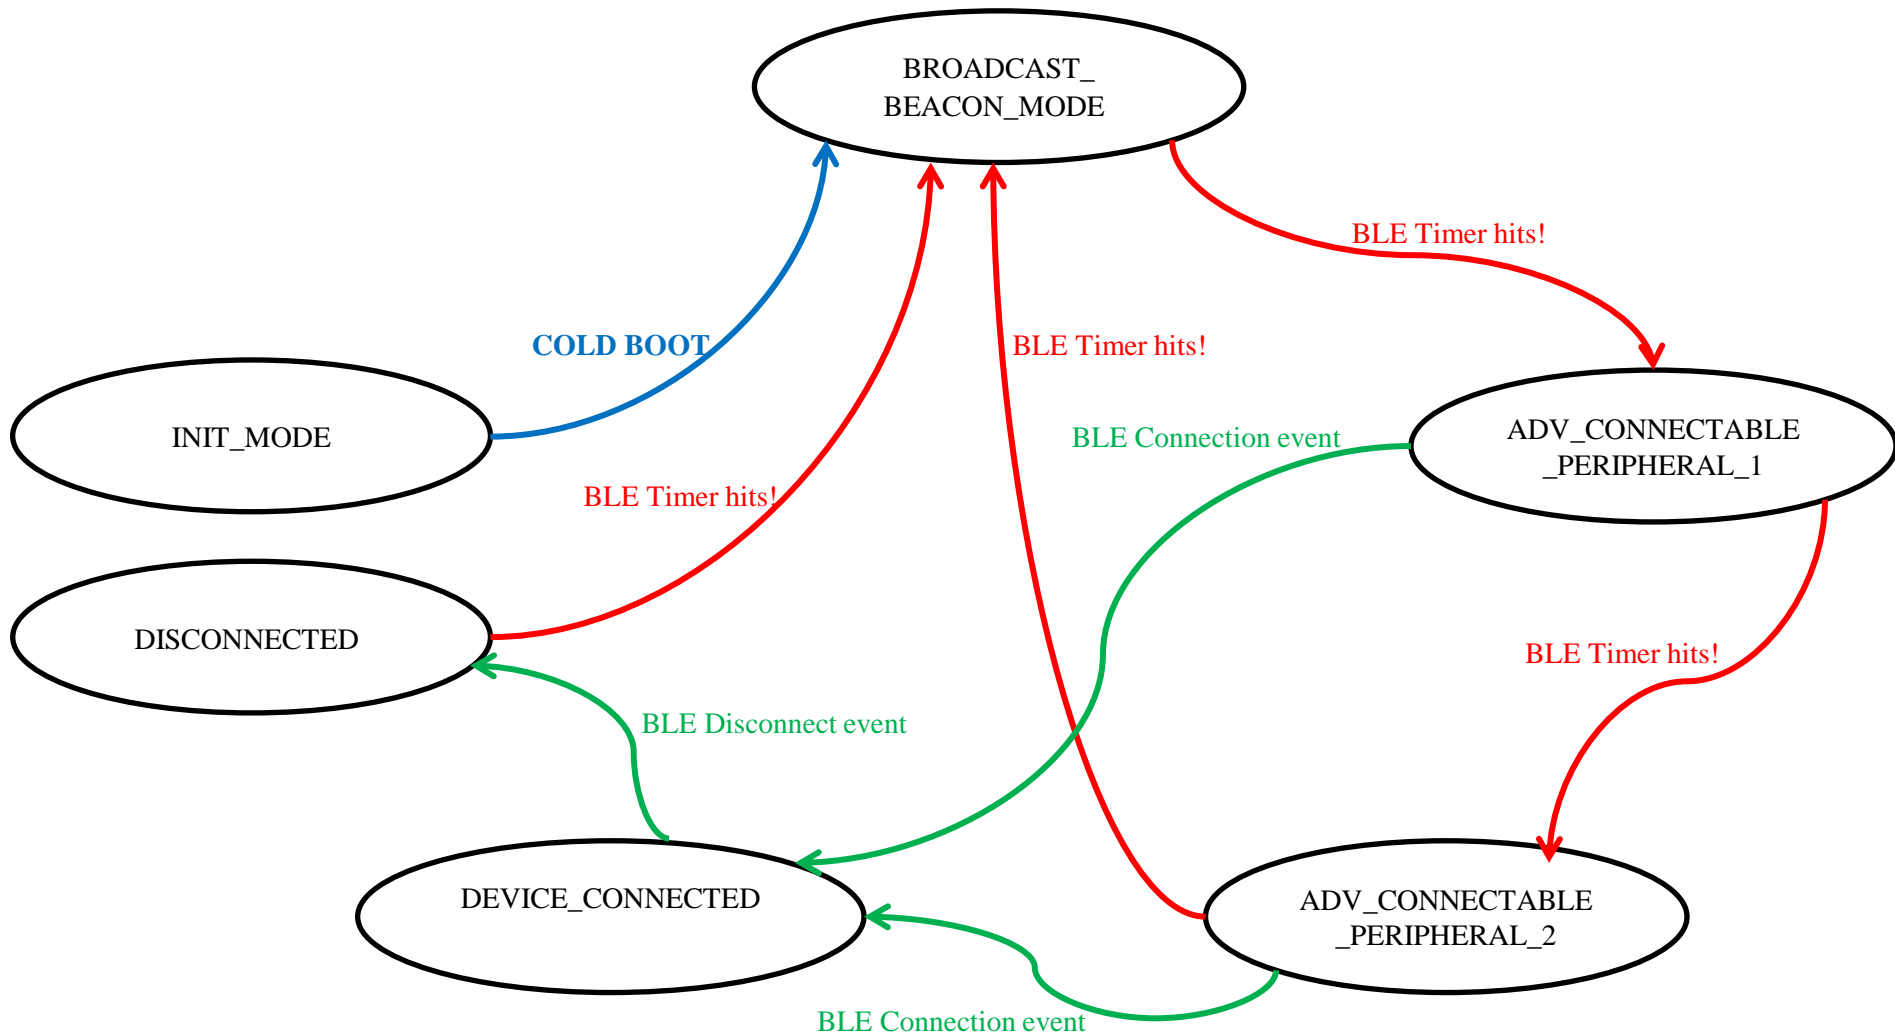 BROADCAST_
BEACON_MODE
BLE Timer hits!
COLD BOOT
BLE Timer hits!
INIT_MODE
BLE Connection event
ADV_CONNECTABLE
_PERIPHERAL_1
BLE Timer hits!
DISCONNECTED
BLE Timer hits!
BLE Disconnect event
DEVICE_CONNECTED
ADV_CONNECTABLE
_PERIPHERAL_2
BLE Connection event